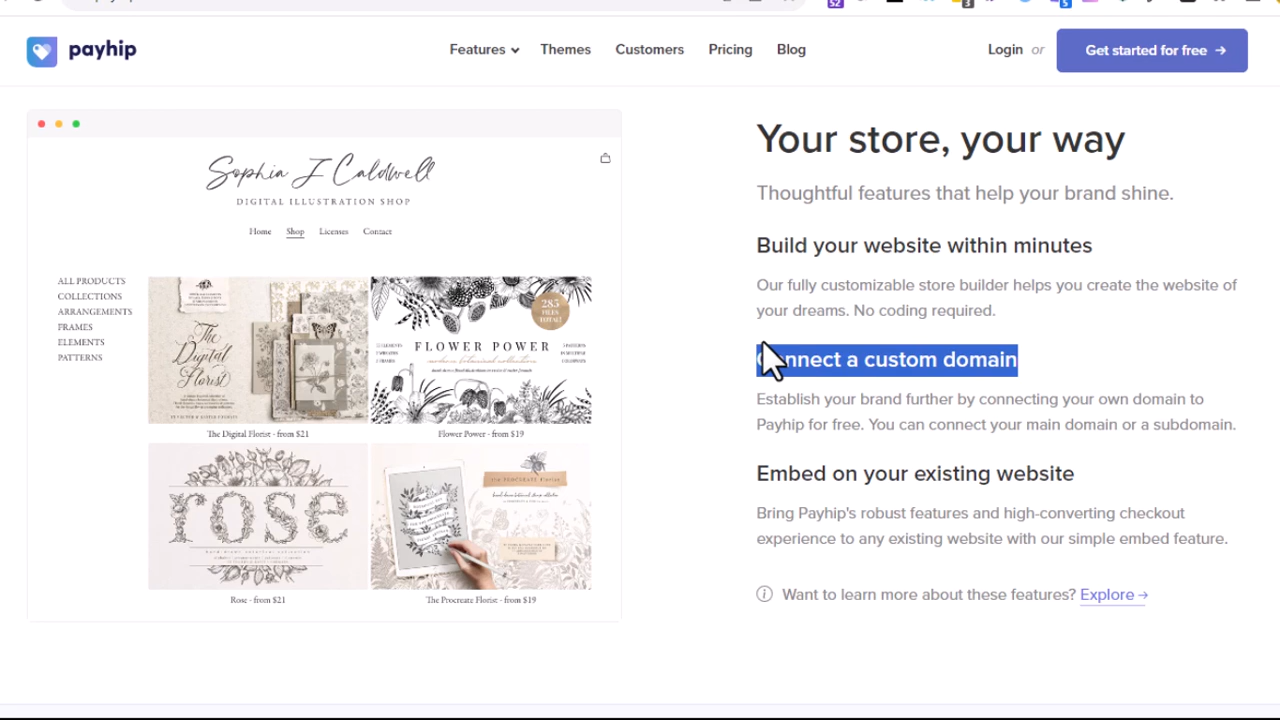 payhip
Features
Themes
Customers
Pricing
Blog
Login or
Get started for free →
Sophia J Caldwell
DIGITAL ILLUSTRATION SHOP
Home Shop Licenses Contact
ALL PRODUCTS
COLLECTIONS
ARRANGEMENTS
FRAMES
ELEMENTS
PATTERNS
The
Digital
Florist
The Digital Florist - from $21
285
FILES
TOTAL!
FLOWER POWER
Flower Power - from $19
rose
Rose - from $21
The Procreate Florist - from $19
Your store, your way
Thoughtful features that help your brand shine.
Build your website within minutes
Our fully customizable store builder helps you create the website of
your dreams. No coding required.
nnect a custom domain
Establish your brand further by connecting your own domain to
Payhip for free. You can connect your main domain or a subdomain.
Embed on your existing website
Bring Payhip's robust features and high-converting checkout
experience to any existing website with our simple embed feature.
Want to learn more about these features? Explore →